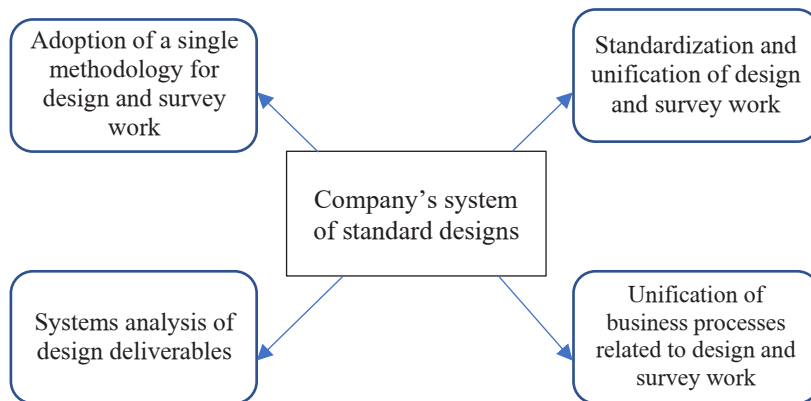 Adoption of a single
methodology for
design and survey
work
Standardization and
unification of design
and survey work
Company’s system
of standard designs
Systems analysis of
design deliverables
Unification of
business processes
related to design and
survey work